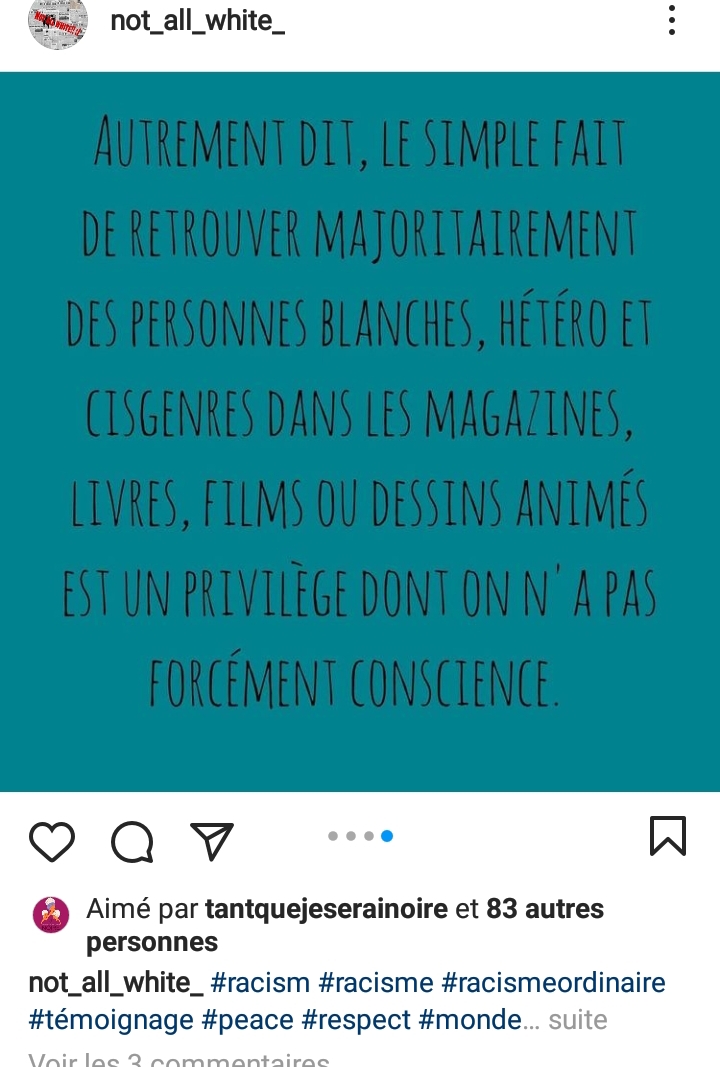 not_all_white_
AUTREMENT DIT, LE SIMPLE FAIT
DE RETROUVER MAJORITAIREMENT
DES PERSONNES BLANCHES, HÉTÉRO ET
CISGENRES DANS LES MAGAZINES,
LIVRES, FILMS OU DESSINS ANIMÉS
EST UN PRIVILÈGE DONT ON N'A PAS
FORCÉMENT CONSCIENCE.
Aimé par tantquejeserainoire et 83 autres
personnes
not_all_white_ #racism #racisme #racismeordinaire
#témoignage #peace #respect #monde... suite
Voir les 3 commentaires